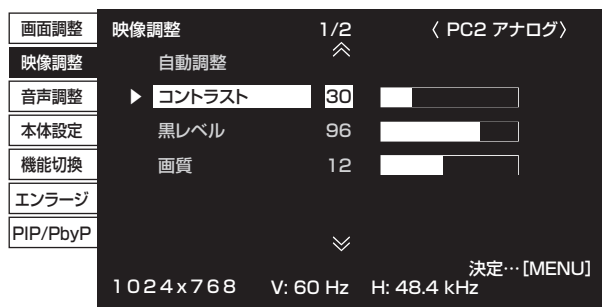 画面調整
映像調整
音声調整
本体設定
機能切換
エンラージ
PIP/PbyP
映像調整 1/2 〈 PC2 アナログ〉
自動調整
コントラスト 30
黒レベル 96
画質 12
決定…[MENU]
1024x768 V: 60 Hz H: 48.4 kHz